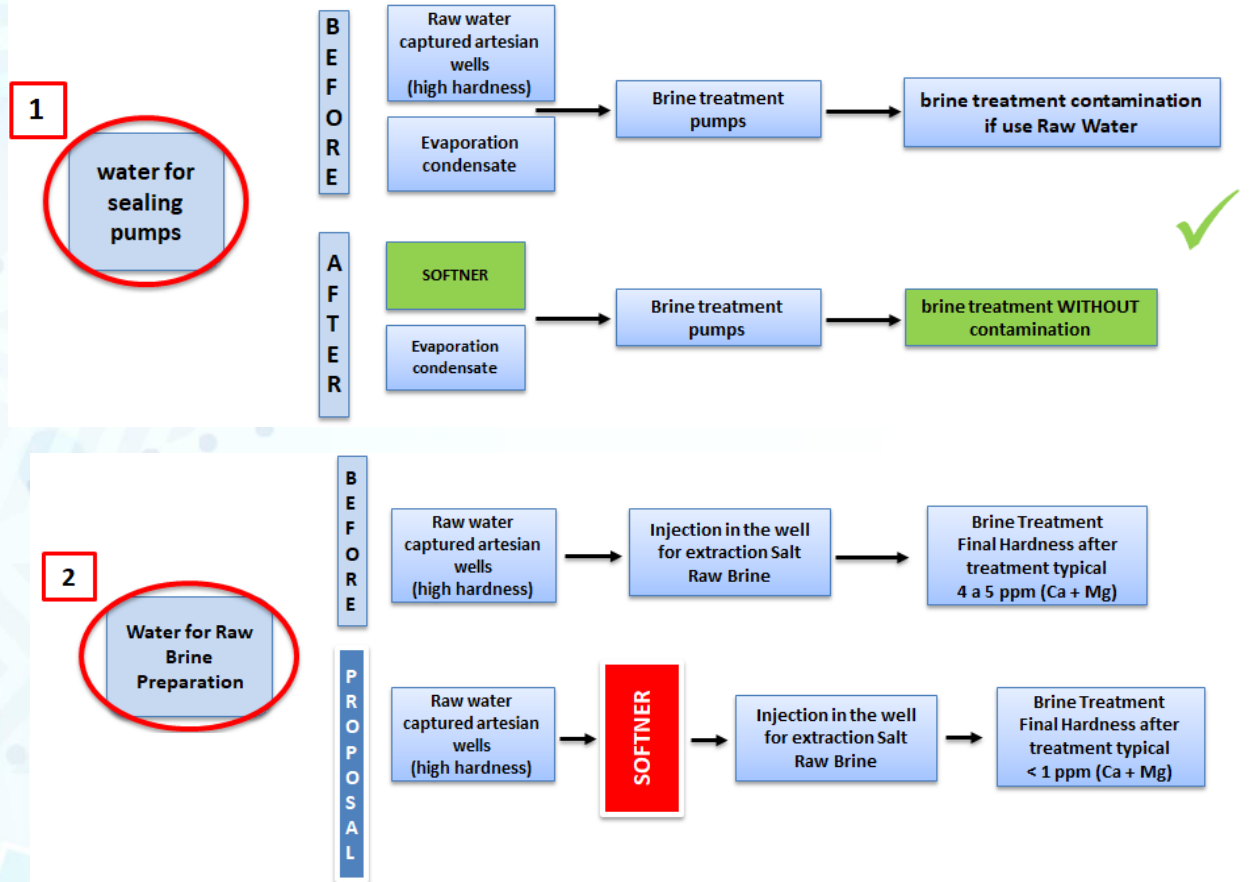 1
water for
sealing
pumps
BEFORE
Raw water
captured artesian
wells
(high hardness)
Evaporation
condensate
Brine treatment
pumps
brine treatment contamination
if use Raw Water
AFTER
SOFTNER
Evaporation
condensate
Brine treatment
pumps
brine treatment WITHOUT
contamination
2
Water for Raw
Brine
Preparation
BEFORE
Raw water
captured artesian
wells
(high hardness)
Injection in the well
for extraction Salt
Raw Brine
Brine Treatment
Final Hardness after
treatment typical
4 a 5 ppm (Ca + Mg)
PROPOSAL
Raw water
captured artesian
wells
(high hardness)
SOFTNER
Injection in the well
for extraction Salt
Raw Brine
Brine Treatment
Final Hardness after
treatment typical
< 1 ppm (Ca + Mg)